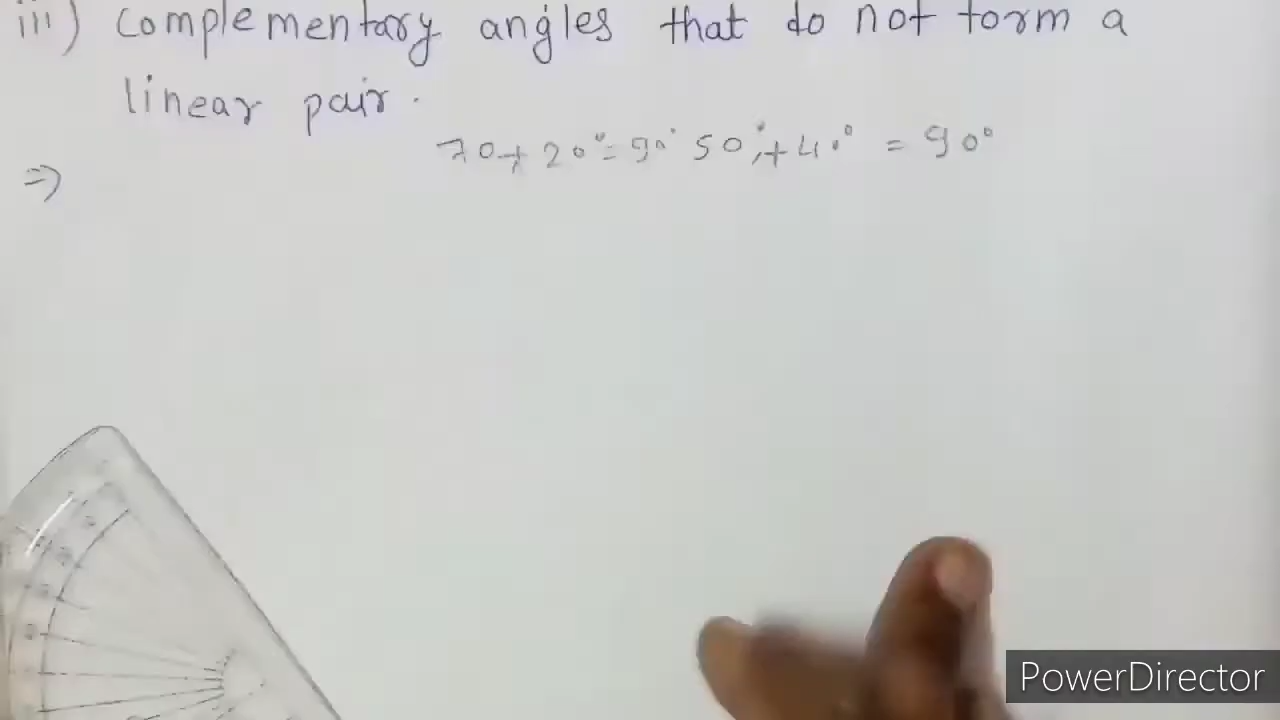 iii) complementary angles that do not form a
linear pair.
70+20°=90° 50°+40° = 90°
⇒
PowerDirector